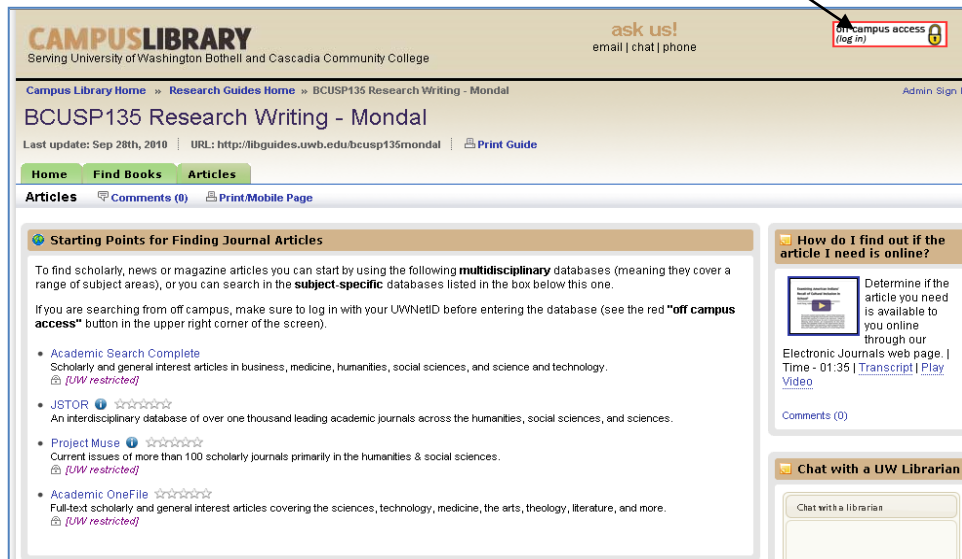 CAMPUSLIBRARY
Serving University of Washington Bothell and Cascadia Community College
ask us!
email | chat | phone
off campus access
(log in)
Campus Library Home » Research Guides Home » BCUSP135 Research Writing - Mondal
Admin Sign
BCUSP135 Research Writing - Mondal
Last update: Sep 28th, 2010 URL: http://libguides.uwb.edu/bcusp135mondal Print Guide
Home Find Books Articles
Articles Comments (0) Print/Mobile Page
Starting Points for Finding Journal Articles
To find scholarly, news or magazine articles you can start by using the following multidisciplinary databases (meaning they cover a
range of subject areas), or you can search in the subject-specific databases listed in the box below this one.
If you are searching from off campus, make sure to log in with your UWNetID before entering the database (see the red "off campus
access" button in the upper right corner of the screen).
• Academic Search Complete
Scholarly and general interest articles in business, medicine, humanities, social sciences, and science and technology.
[UW restricted]
• JSTOR
An interdisciplinary database of over one thousand leading academic journals across the humanities, social sciences, and sciences.
• Project Muse
Current issues of more than 100 scholarly journals primarily in the humanities & social sciences.
[UW restricted]
• Academic OneFile
Full-text scholarly and general interest articles covering the sciences, technology, medicine, the arts, theology, literature, and more.
[UW restricted]
How do I find out if the
article I need is online?
Determine if the
article you need
is available to
you online
through our
Electronic Journals web page. |
Time - 01:35 | Transcript | Play
Video
Comments (0)
Chat with a UW Librarian
Chat with a librarian